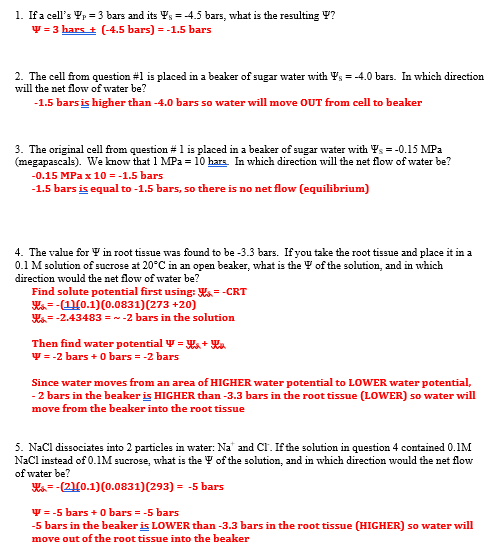 1. If a cell's Ψp = 3 bars and its Ψs = -4.5 bars, what is the resulting Ψ?
Ψ = 3 bars + (-4.5 bars) = -1.5 bars
2. The cell from question #1 is placed in a beaker of sugar water with Ψs = -4.0 bars. In which direction
will the net flow of water be?
-1.5 bars is higher than -4.0 bars so water will move OUT from cell to beaker
3. The original cell from question # 1 is placed in a beaker of sugar water with Ψs = -0.15 MPa
(megapascals). We know that 1 MPa = 10 bars. In which direction will the net flow of water be?
-0.15 MPa x 10 = -1.5 bars
-1.5 bars is equal to -1.5 bars, so there is no net flow (equilibrium)
4. The value for Ψ in root tissue was found to be -3.3 bars. If you take the root tissue and place it in a
0.1 M solution of sucrose at 20°C in an open beaker, what is the Ψ of the solution, and in which
direction would the net flow of water be?
Find solute potential first using: Ψs = -CRT
Ψs = -(1)(0.1)(0.0831)(273 +20)
Ψs = -2.43483 = ~ -2 bars in the solution
Then find water potential Ψ = Ψs + Ψp
Ψ = -2 bars + 0 bars = -2 bars
Since water moves from an area of HIGHER water potential to LOWER water potential,
- 2 bars in the beaker is HIGHER than -3.3 bars in the root tissue (LOWER) so water will
move from the beaker into the root tissue
5. NaCl dissociates into 2 particles in water: Na⁺ and Cl⁻. If the solution in question 4 contained 0.1M
NaCl instead of 0.1M sucrose, what is the Ψ of the solution, and in which direction would the net flow
of water be?
Ψs = -(2)(0.1)(0.0831)(293) = -5 bars
Ψ = -5 bars + 0 bars = -5 bars
-5 bars in the beaker is LOWER than -3.3 bars in the root tissue (HIGHER) so water will
move out of the root tissue into the beaker